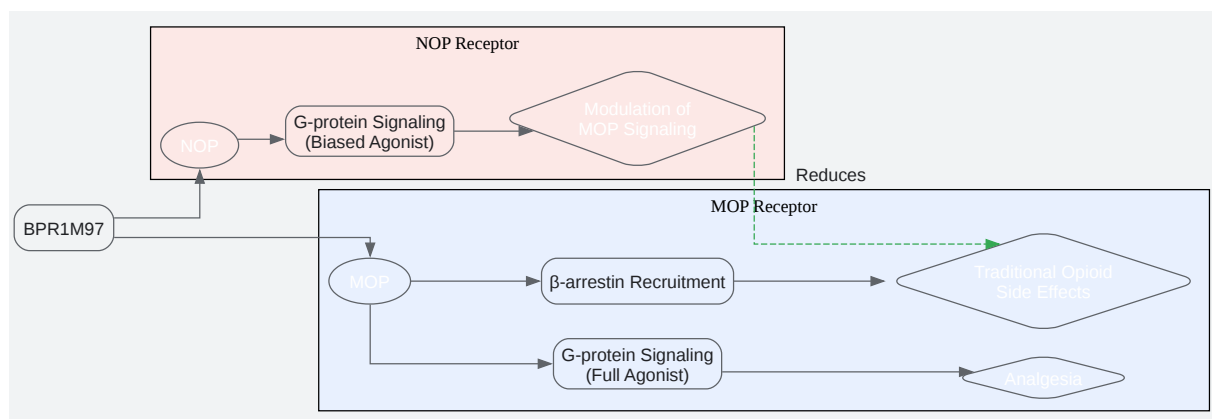 NOP Receptor
Modulation of
MOP Signaling
G-protein Signaling
(Biased Agonist)
NOP
Reduces
MOP Receptor
BPR1M97
MOP
β-arrestin Recruitment
Traditional Opioid
Side Effects
G-protein Signaling
(Full Agonist)
Analgesia